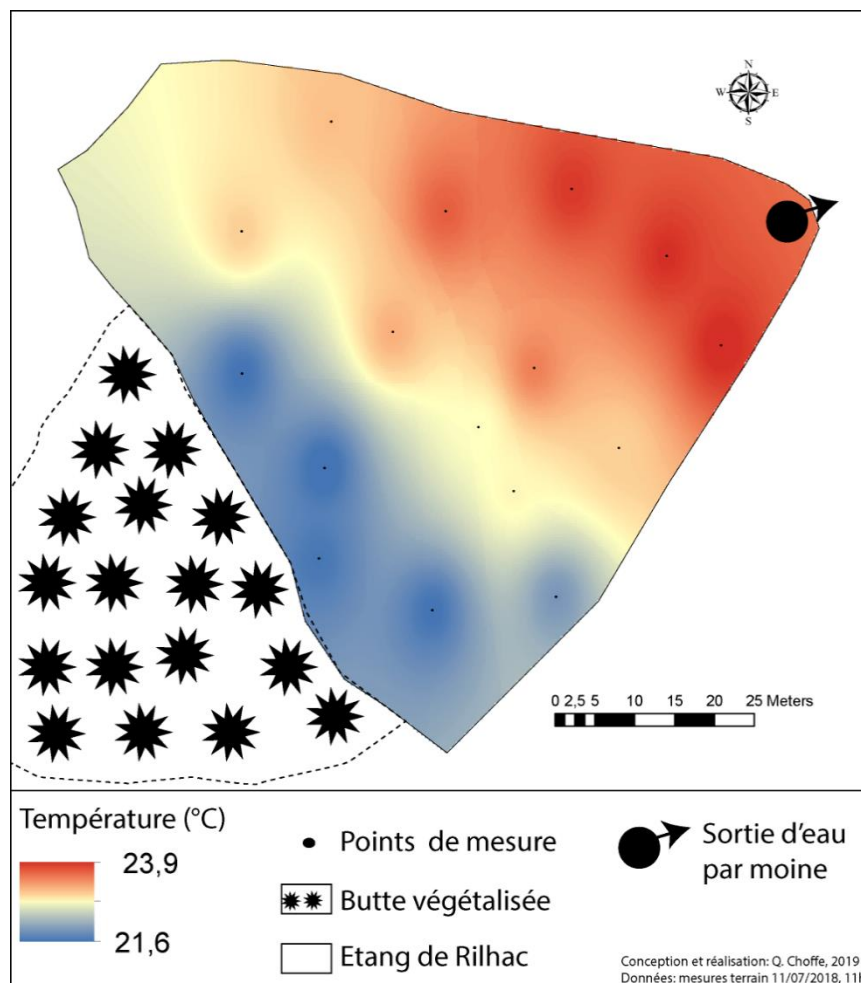 N
W E
S
0 2,5 5 10 15 20 25 Meters
Température (°C)
23,9
21,6
Points de mesure
Butte végétalisée
Etang de Rilhac
Sortie d'eau
par moine
Conception et réalisation: Q. Choffe, 2019
Données: mesures terrain 11/07/2018, 11h